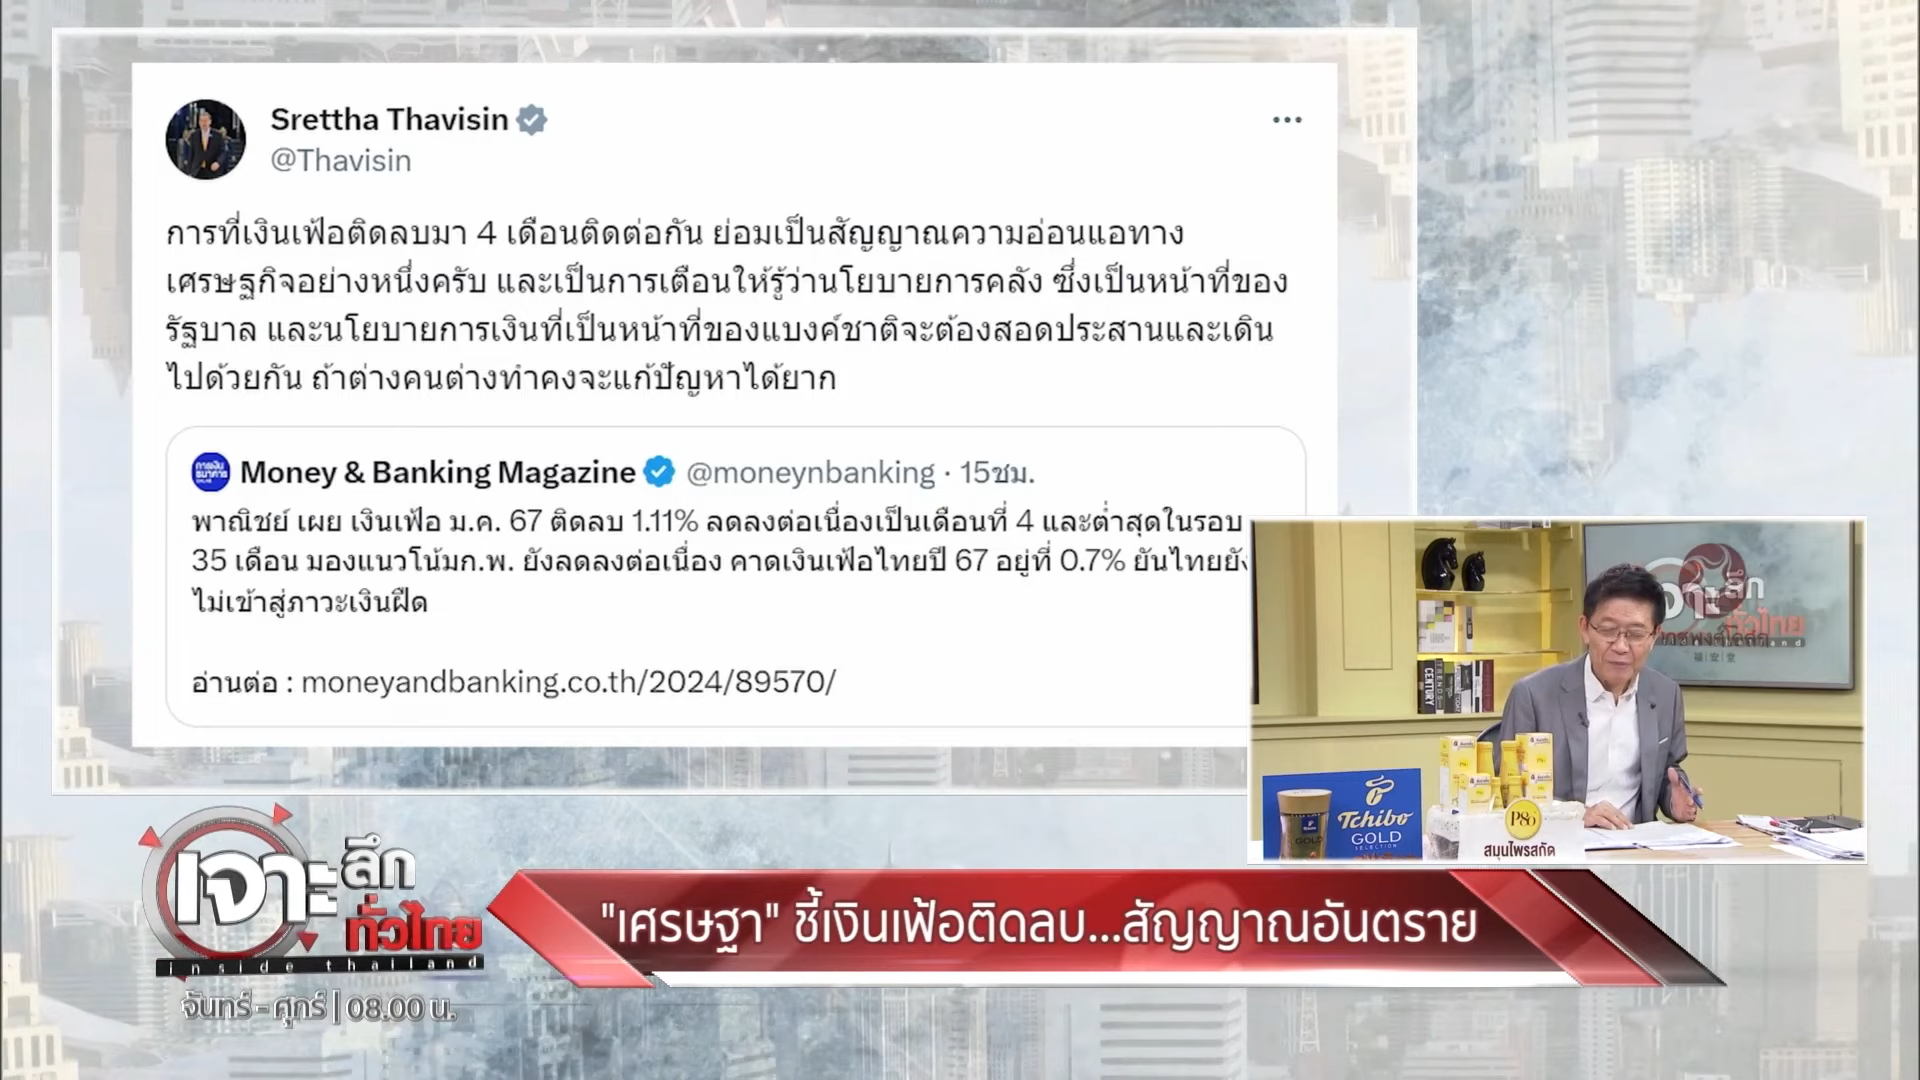 Srettha Thavisin
@Thavisin
การที่เงินเฟ้อติดลบมา 4 เดือนติดต่อกัน ย่อมเป็นสัญญาณความอ่อนแอทาง
เศรษฐกิจอย่างหนึ่งครับ และเป็นการเตือนให้รู้ว่านโยบายการคลัง ซึ่งเป็นหน้าที่ของ
รัฐบาล และนโยบายการเงินที่เป็นหน้าที่ของแบงค์ชาติจะต้องสอดประสานและเดิน
ไปด้วยกัน ถ้าต่างคนต่างทำคงจะแก้ปัญหาได้ยาก
Money & Banking Magazine @moneynbanking · 15ชม.
พาณิชย์ เผย เงินเฟ้อ ม.ค. 67 ติดลบ 1.11% ลดลงต่อเนื่องเป็นเดือนที่ 4 และต่ำสุดในรอบ
35 เดือน มองแนวโน้มก.พ. ยังลดลงต่อเนื่อง คาดเงินเฟ้อไทยปี 67 อยู่ที่ 0.7% ยันไทยยัง
ไม่เข้าสู่ภาวะเงินฝืด
อ่านต่อ : moneyandbanking.co.th/2024/89570/
CENTURY
Tchibo
GOLD
SELECTION
P80
สมุนไพรสกัด
เจาะลึก
ทั่วไทย
inside thailand
จันทร์ - ศุกร์ | 08.00 น.
"เศรษฐา" ชี้เงินเฟ้อติดลบ...สัญญาณอันตราย